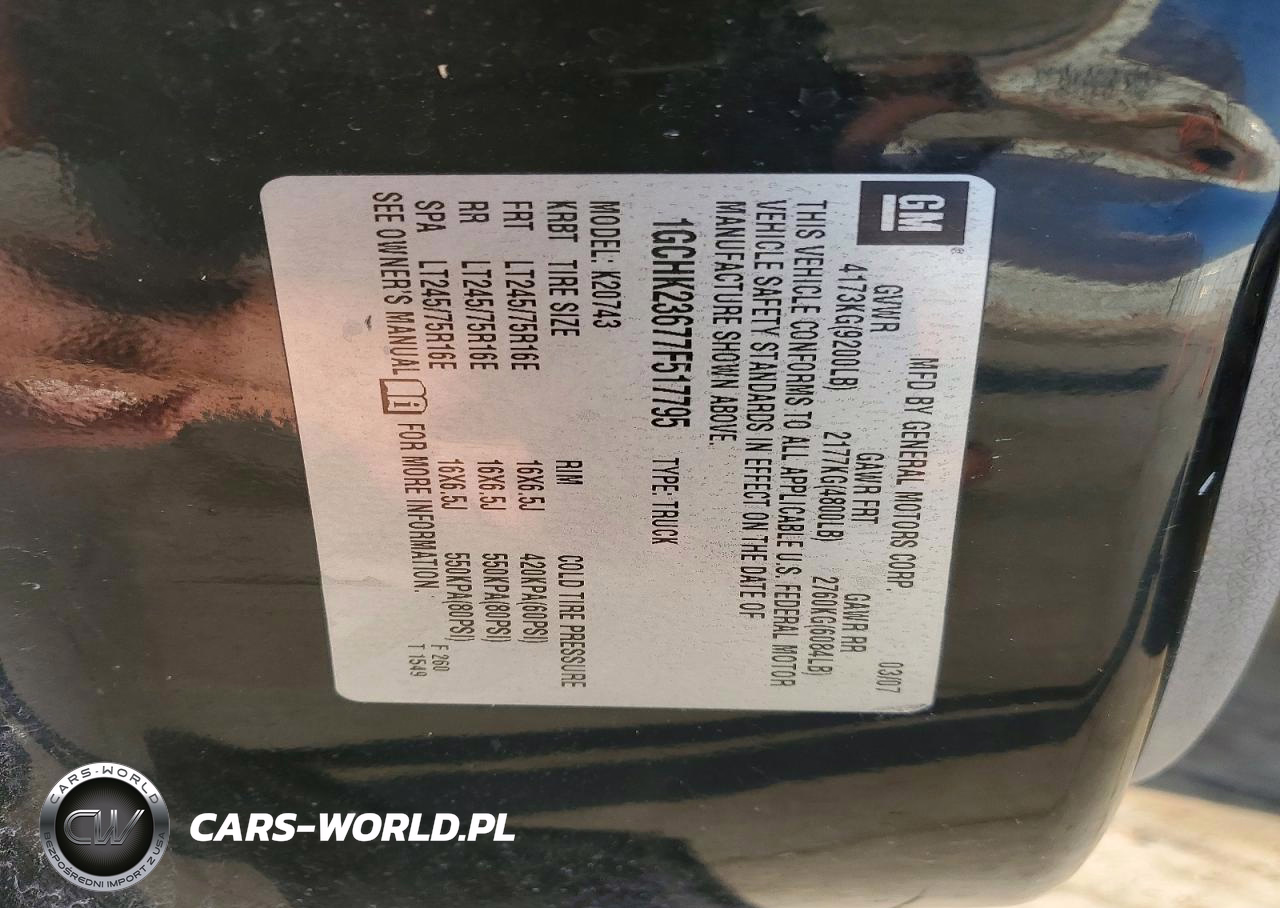 GM®
MFD BY GENERAL MOTORS CORP. 03/07
GVWR GAWR FRT GAWR RR
4173KG(9200LB) 2177KG(4800LB) 2760KG(6084LB)
THIS VEHICLE CONFORMS TO ALL APPLICABLE U.S. FEDERAL MOTOR
VEHICLE SAFETY STANDARDS IN EFFECT ON THE DATE OF
MANUFACTURE SHOWN ABOVE.
1GCHK23677F517795 TYPE: TRUCK
MODEL: K20743
KRBT TIRE SIZE RIM COLD TIRE PRESSURE
FRT LT245/75R16E 16X6.5J 420KPA(60PSI)
RR LT245/75R16E 16X6.5J 550KPA(80PSI)
SPA LT245/75R16E 16X6.5J 550KPA(80PSI)
SEE OWNER'S MANUAL FOR MORE INFORMATION.
F 260
T 1549
CARS-WORLD
CW
BEZPOŚREDNI IMPORT Z USA
CARS-WORLD.PL